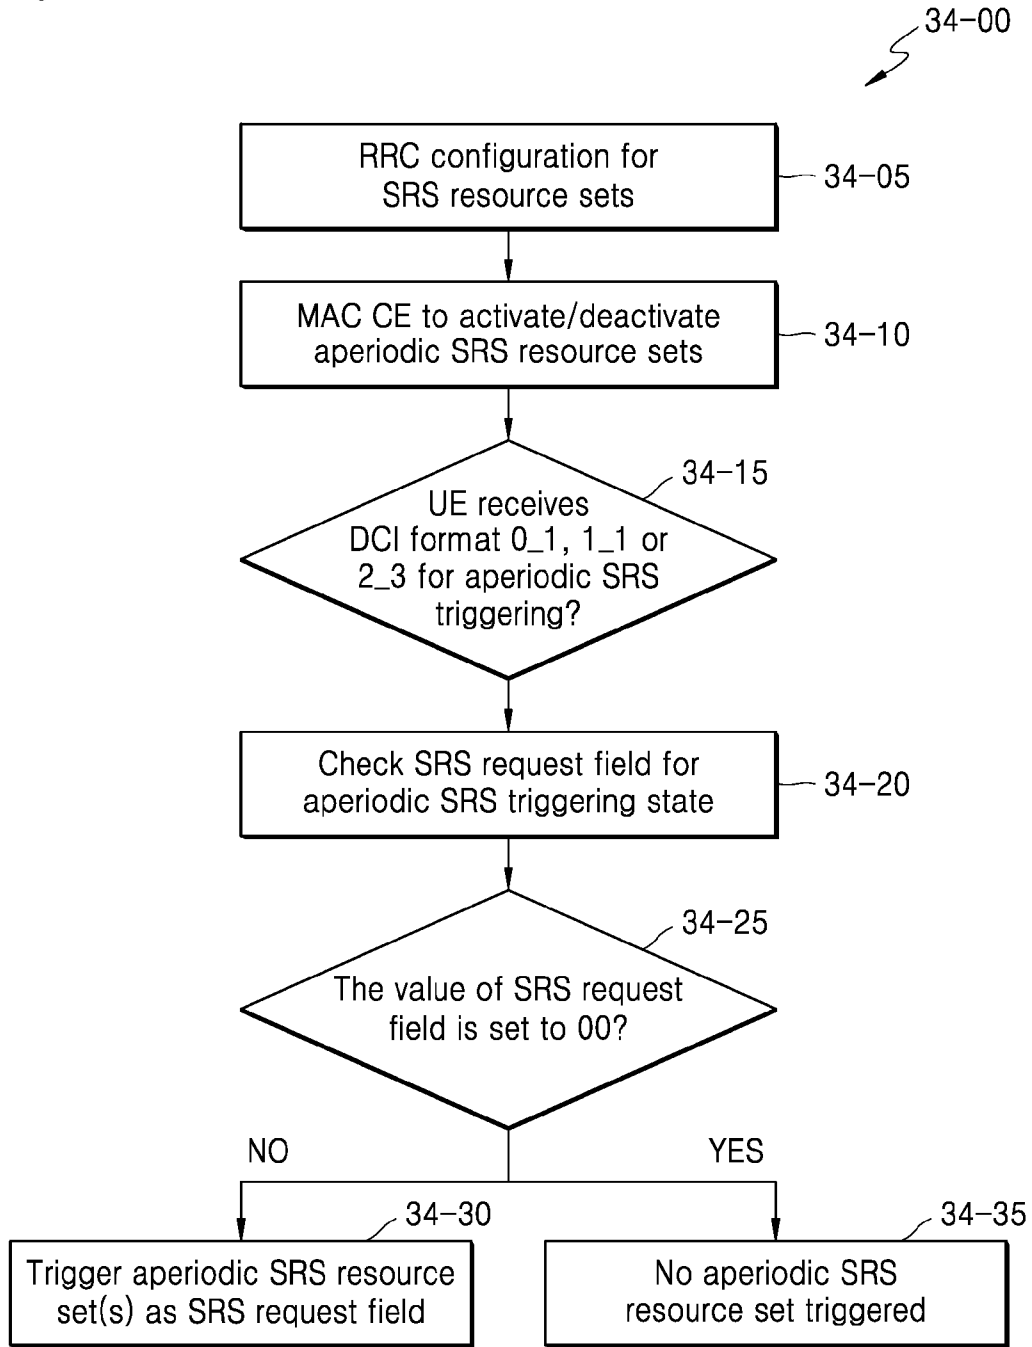 34-00
RRC configuration for
SRS resource sets
34-05
MAC CE to activate/deactivate
aperiodic SRS resource sets
34-10
34-15
UE receives
DCI format 0_1, 1_1 or
2_3 for aperiodic SRS
triggering?
Check SRS request field for
aperiodic SRS triggering state
34-20
34-25
The value of SRS request
field is set to 00?
NO
YES
34-30
34-35
Trigger aperiodic SRS resource
set(s) as SRS request field
No aperiodic SRS
resource set triggered